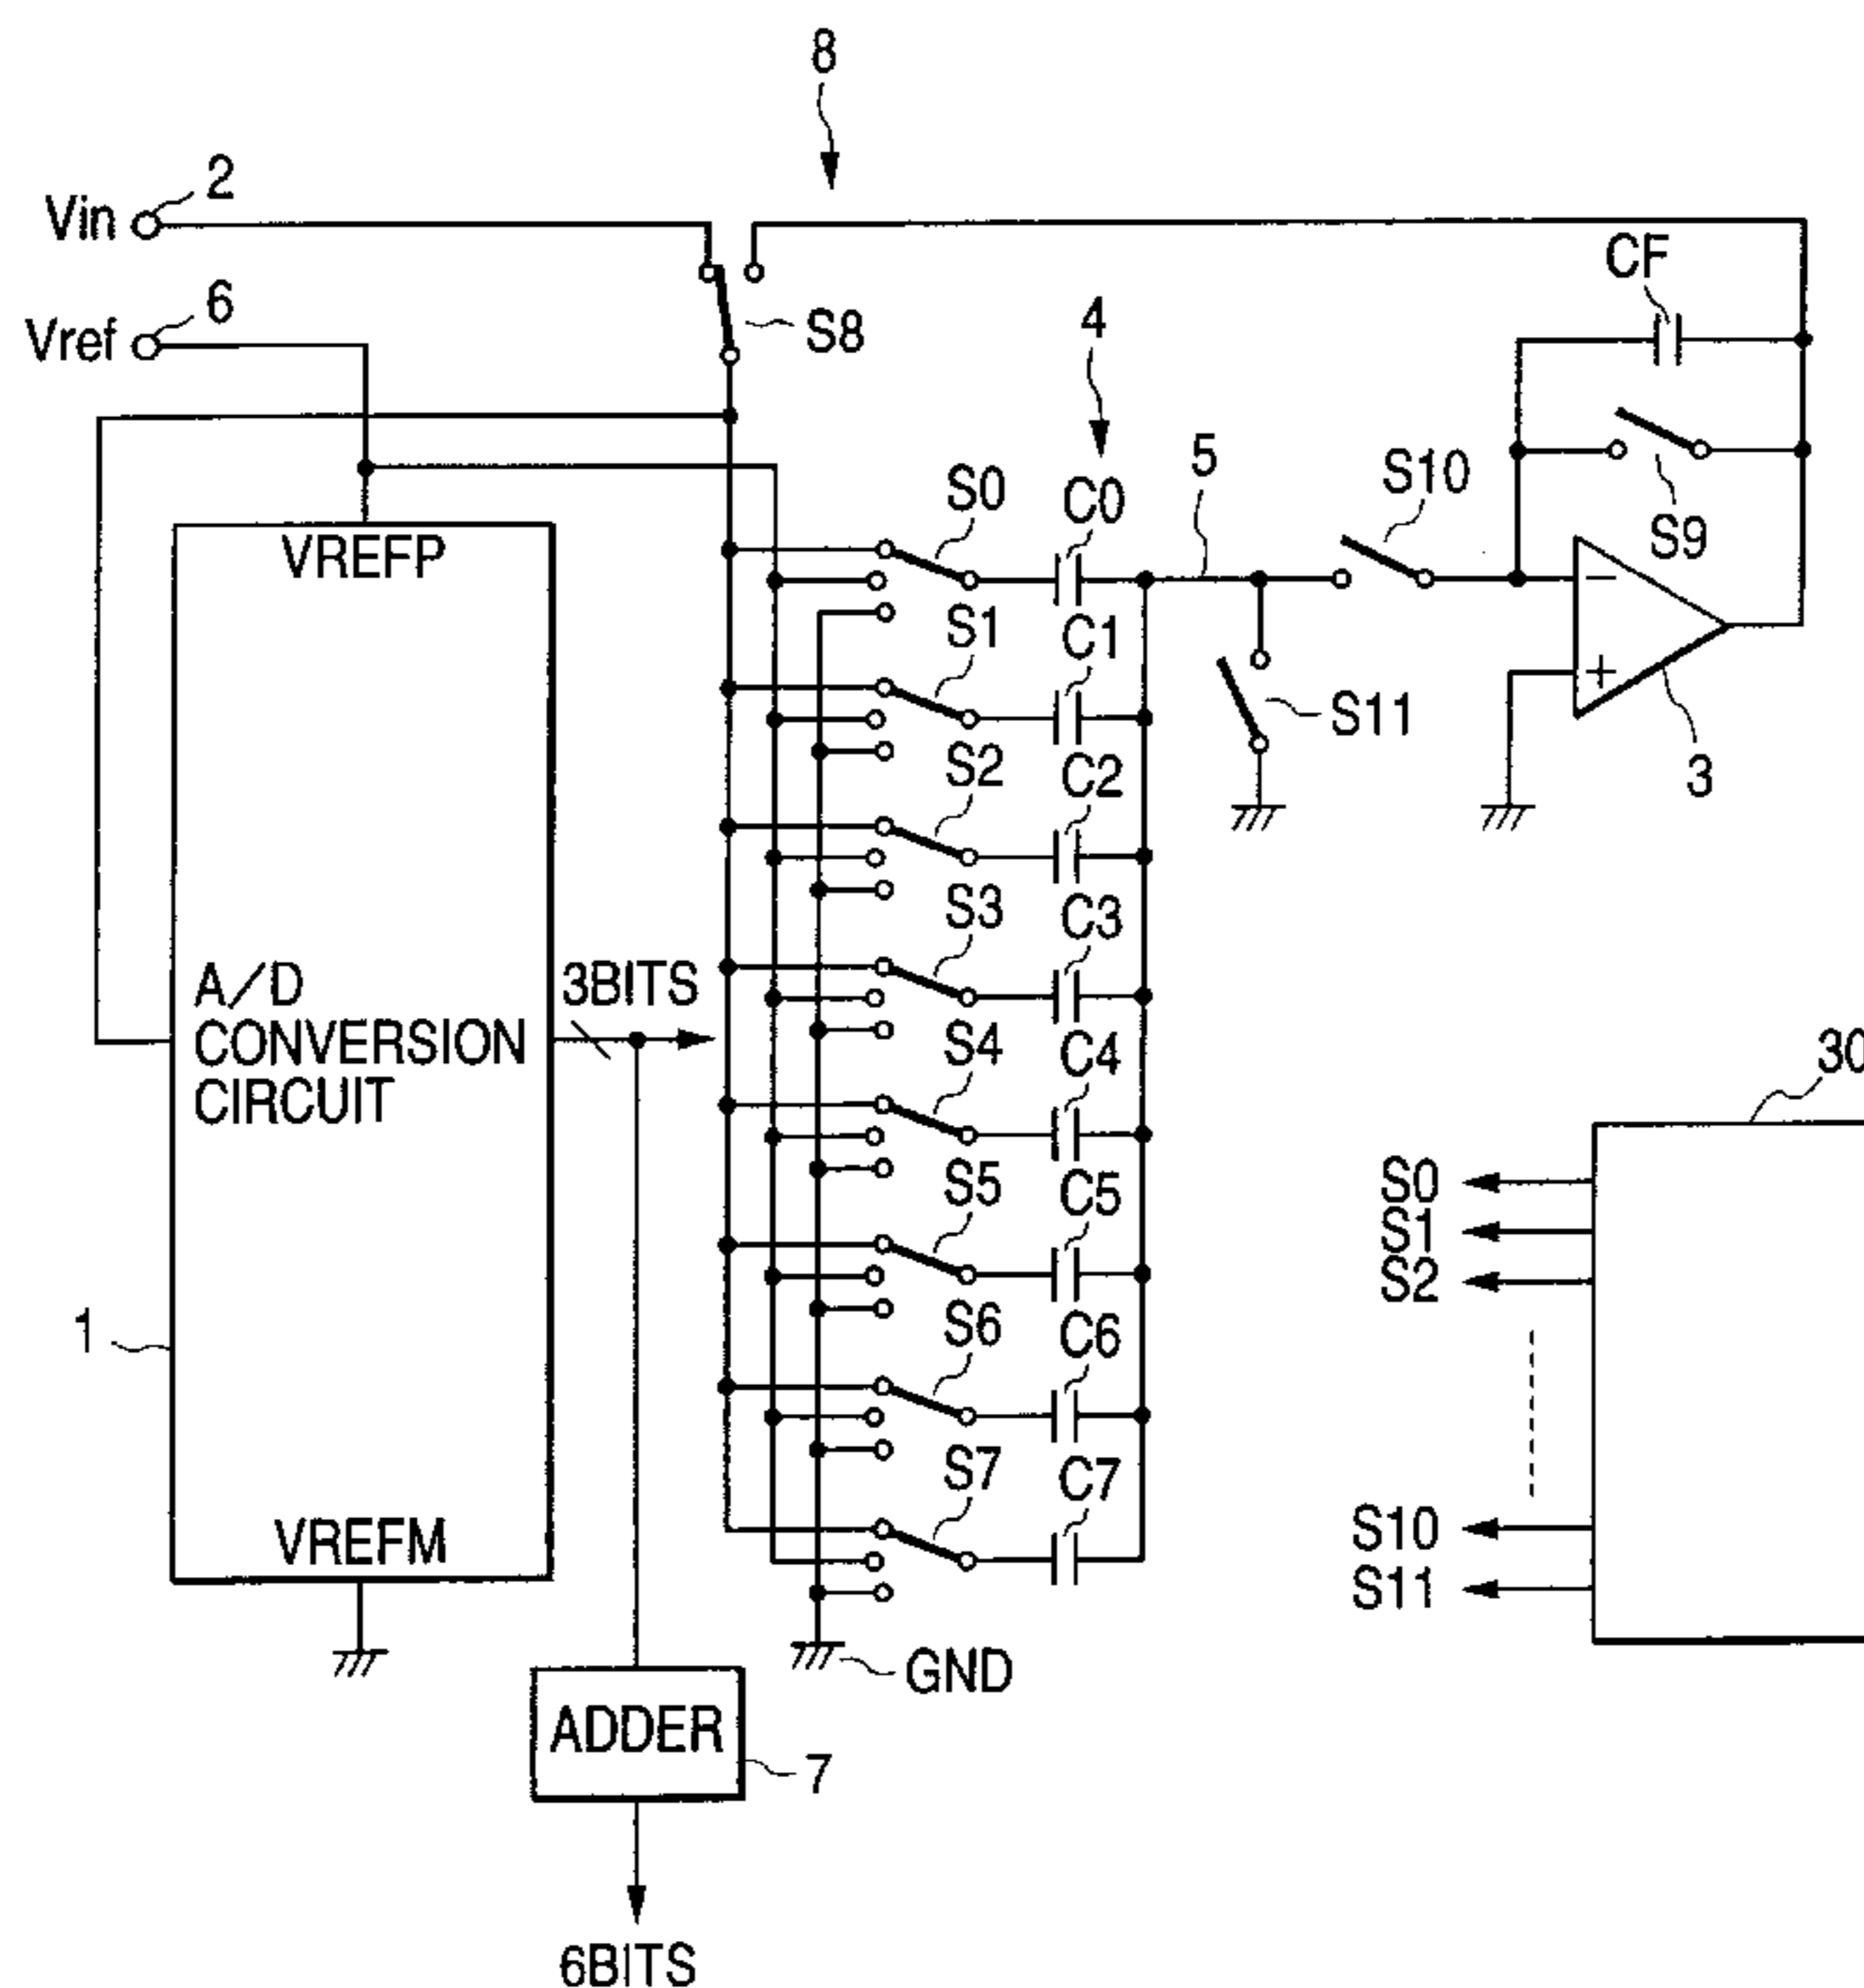 8
Vin 2
Vref 6
S8
4
CF
5
S10
S9
S0 C0
VREFP
S1 C1
−
+
S11
3
S2 C2
S3 C3
A/D
CONVERSION
CIRCUIT
3BITS
S4 C4
30
S5 C5
S0
S1
S2
1
S6 C6
S7 C7
VREFM
S10
S11
GND
ADDER
7
6BITS